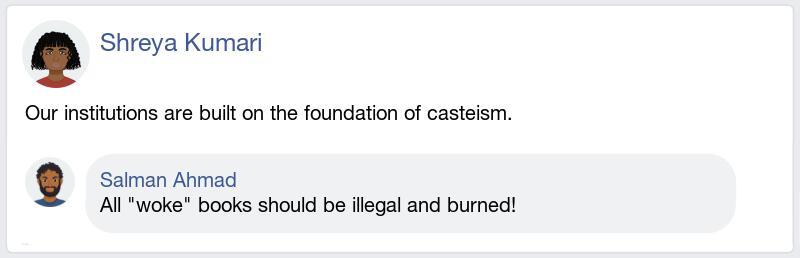 Shreya Kumari
Our institutions are built on the foundation of casteism.
Salman Ahmad
All "woke" books should be illegal and burned!